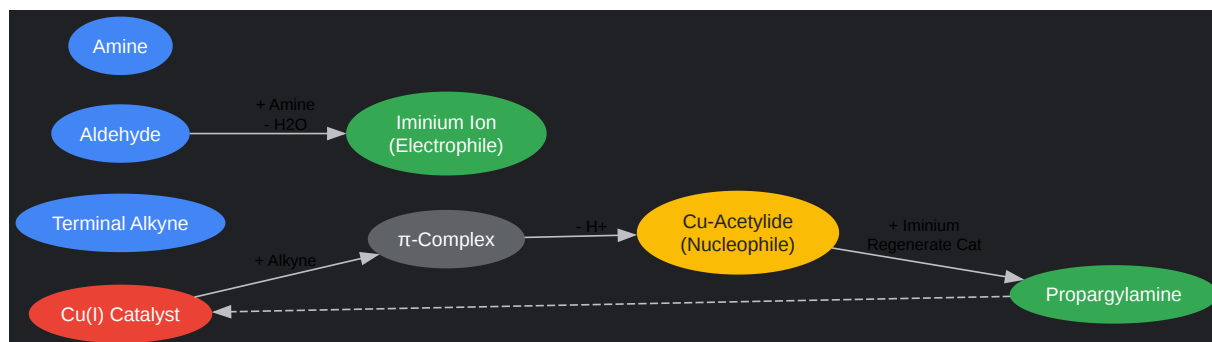 Amine
Aldehyde
+ Amine
- H2O
Iminium Ion
(Electrophile)
Terminal Alkyne
Cu(I) Catalyst
+ Alkyne
π-Complex
- H+
Cu-Acetylide
(Nucleophile)
+ Iminium
Regenerate Cat
Propargylamine